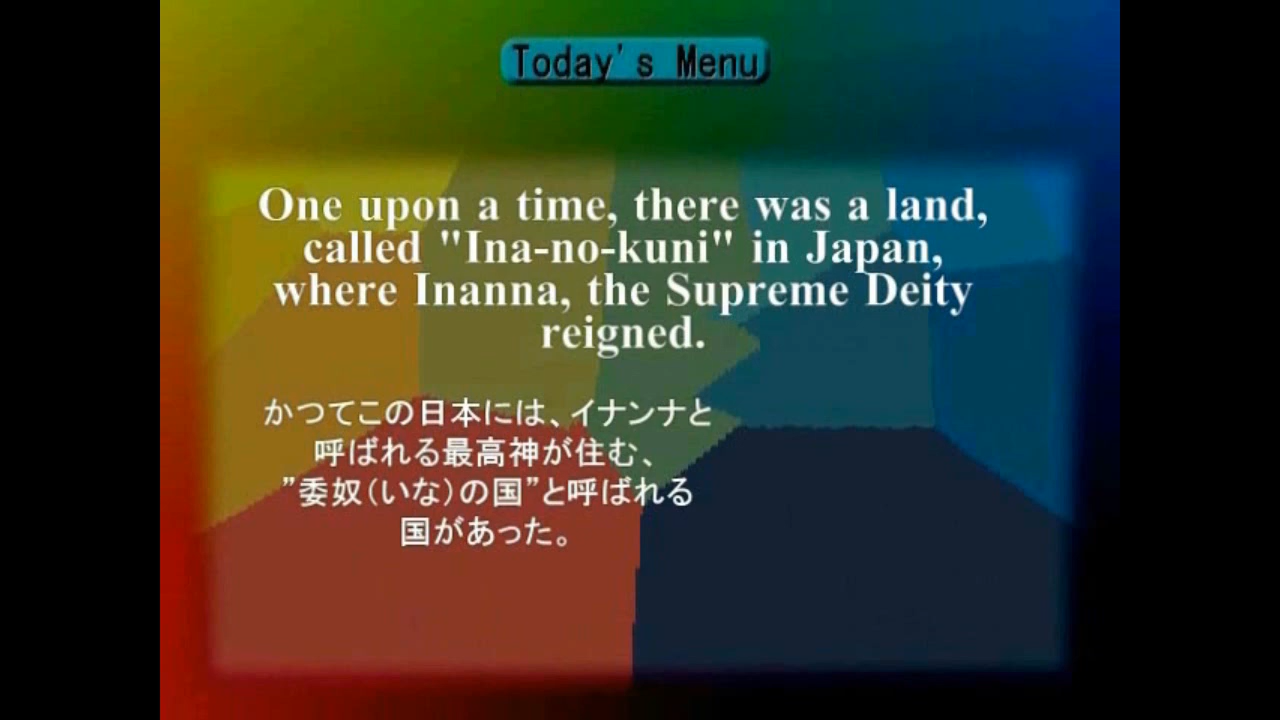 Today's Menu
One upon a time, there was a land,
called "Ina-no-kuni" in Japan,
where Inanna, the Supreme Deity
reigned.
かつてこの日本には、イナンナと
呼ばれる最高神が住む、
”委奴（いな）の国”と呼ばれる
国があった。